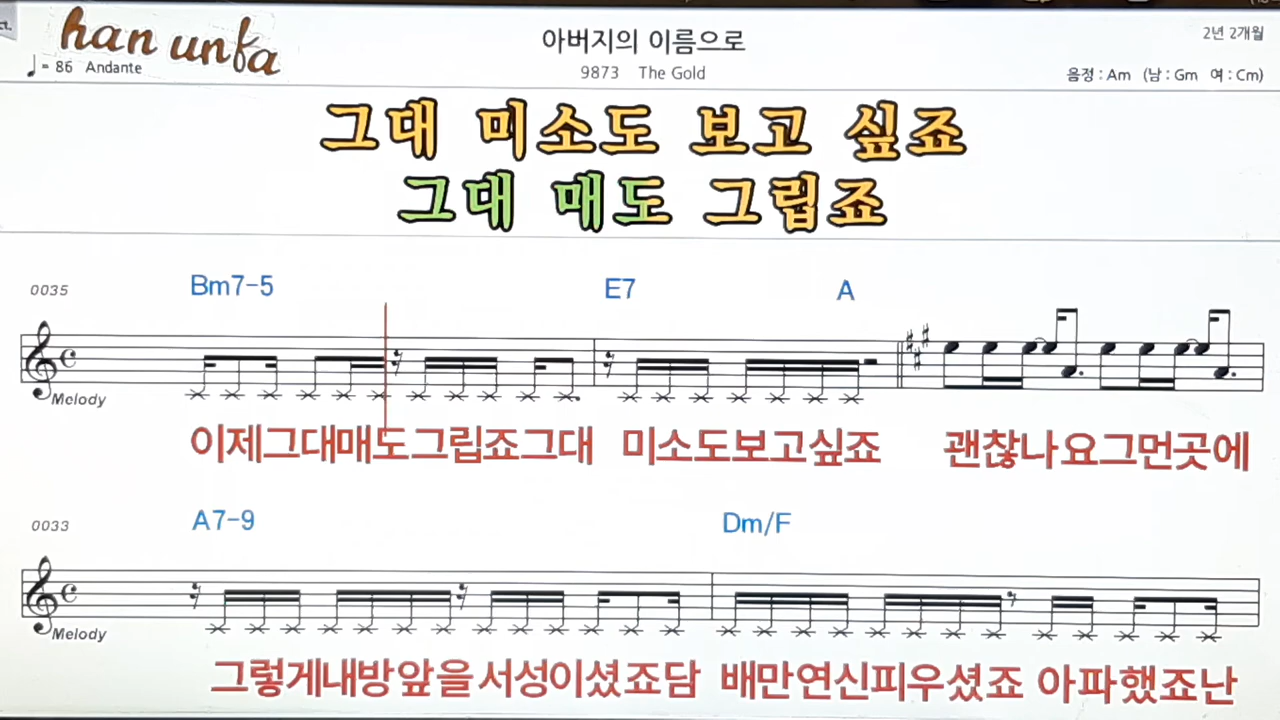 ct.
han unfa
아버지의 이름으로
2년 2개월
♩= 86 Andante
9873 The Gold
음정 : Am (남 : Gm 여 : Cm)
그대 미소도 보고 싶죠
그대 매도 그립죠
0035 Bm7-5 E7 A
Melody
이제그대매도그립죠그대 미소도보고싶죠 괜찮나요그먼곳에
0033 A7-9 Dm/F
Melody
그렇게내방앞을서성이셨죠담 배만연신피우셨죠 아파했죠난